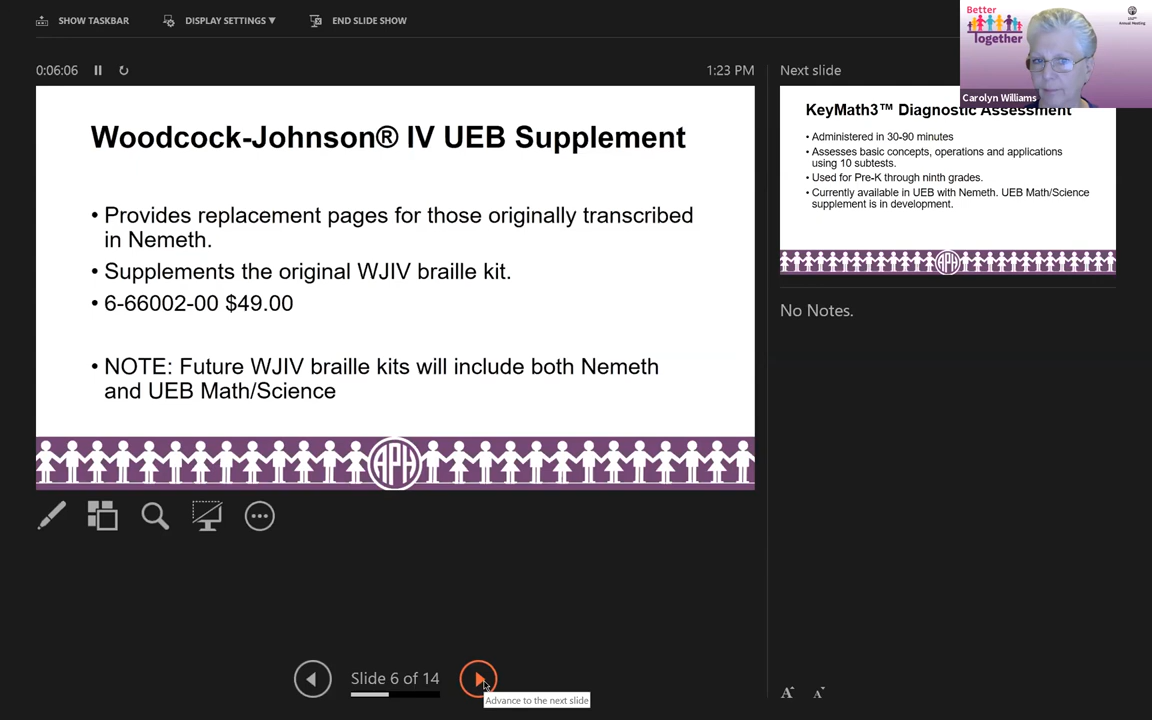 SHOW TASKBAR
DISPLAY SETTINGS ▼
END SLIDE SHOW
0:06:06
1:23 PM
Woodcock-Johnson® IV UEB Supplement
• Provides replacement pages for those originally transcribed
in Nemeth.
• Supplements the original WJIV braille kit.
• 6-66002-00 $49.00
• NOTE: Future WJIV braille kits will include both Nemeth
and UEB Math/Science
APH
Slide 6 of 14
Advance to the next slide
Next slide
KeyMath3™ Diagnostic Assessment
• Administered in 30-90 minutes
• Assesses basic concepts, operations and applications
using 10 subtests.
• Used for Pre-K through ninth grades.
• Currently available in UEB with Nemeth. UEB Math/Science
supplement is in development.
APH
No Notes.
A A
Better
Together
Annual Meeting
Carolyn Williams